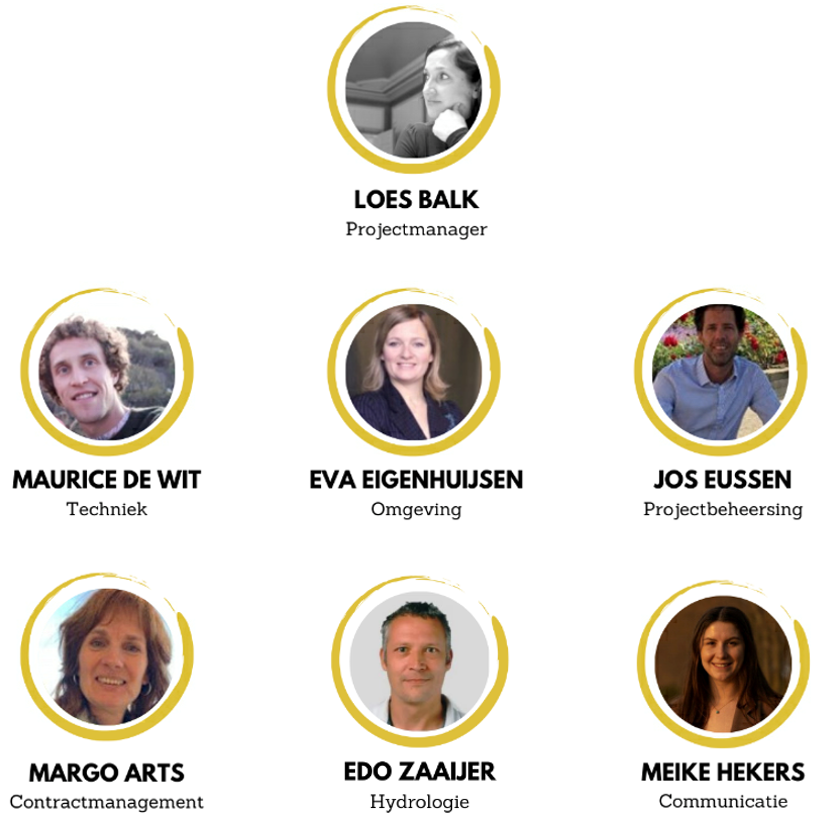 LOES BALK
Projectmanager
MAURICE DE WIT
Techniek
EVA EIGENHUIJSEN
Omgeving
JOS EUSSEN
Projectbeheersing
MARGO ARTS
Contractmanagement
EDO ZAAIJER
Hydrologie
MEIKE HEKERS
Communicatie